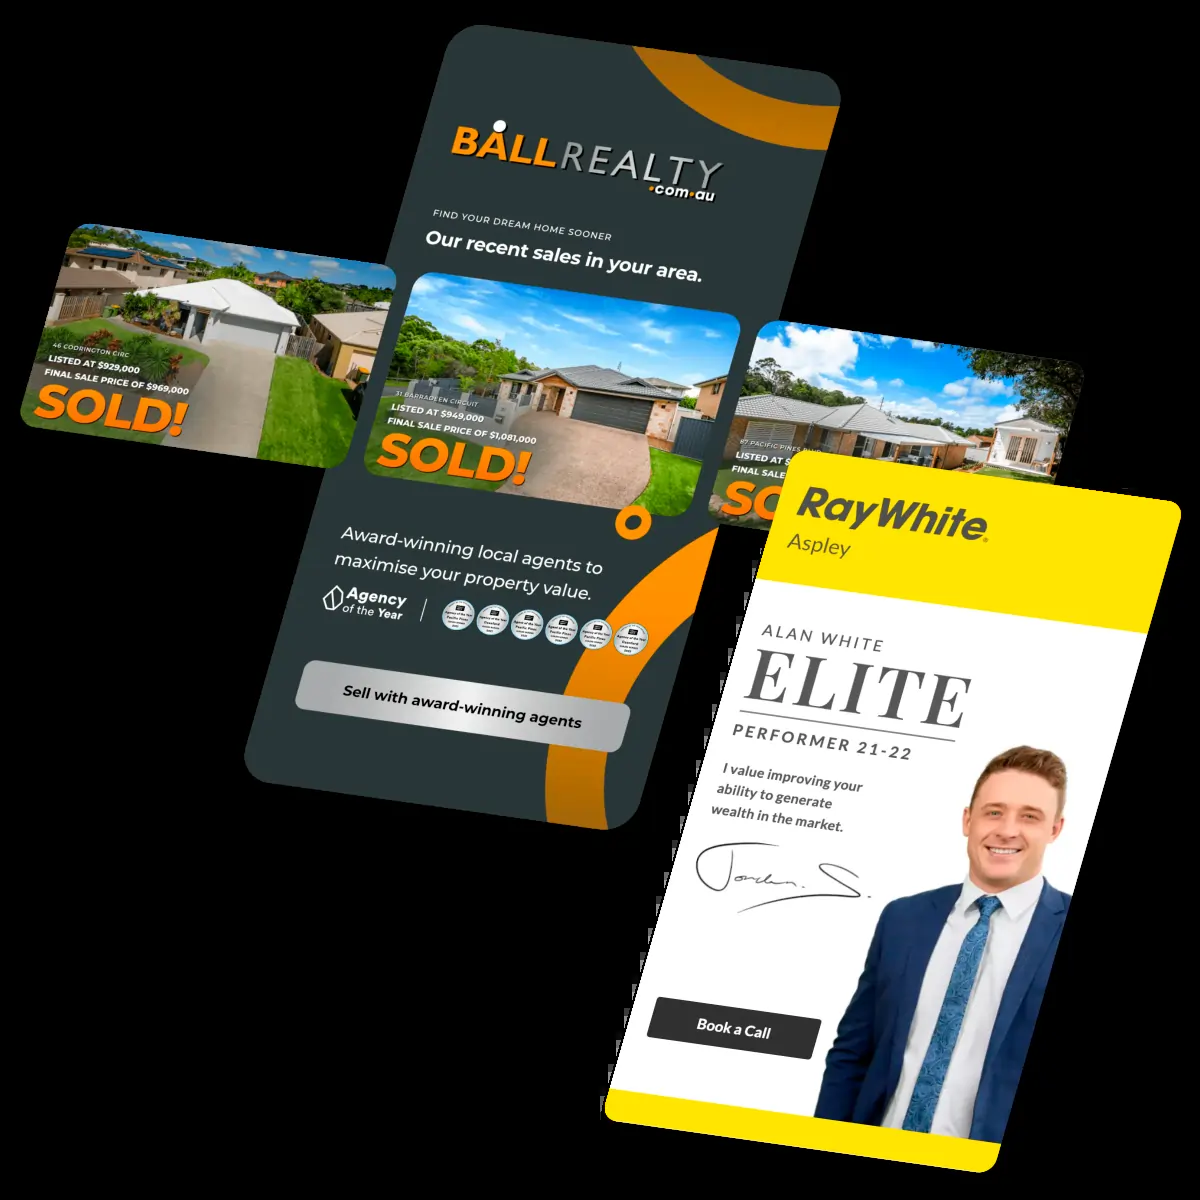 BALLREALTY
.com.au
FIND YOUR DREAM HOME SOONER
Our recent sales in your area.
46 CODRINGTON CIRC
LISTED AT $929,000
FINAL SALE PRICE OF $969,000
SOLD!
31 BARRADEEN CIRCUIT
LISTED AT $949,000
FINAL SALE PRICE OF $1,081,000
SOLD!
87 PACIFIC PINES
LISTED AT $
FINAL SALE
SO
Award-winning local agents to
maximise your property value.
Agency
of the Year
Sell with award-winning agents
RayWhite
Aspley
ALAN WHITE
ELITE
PERFORMER 21-22
I value improving your
ability to generate
wealth in the market.
Book a Call